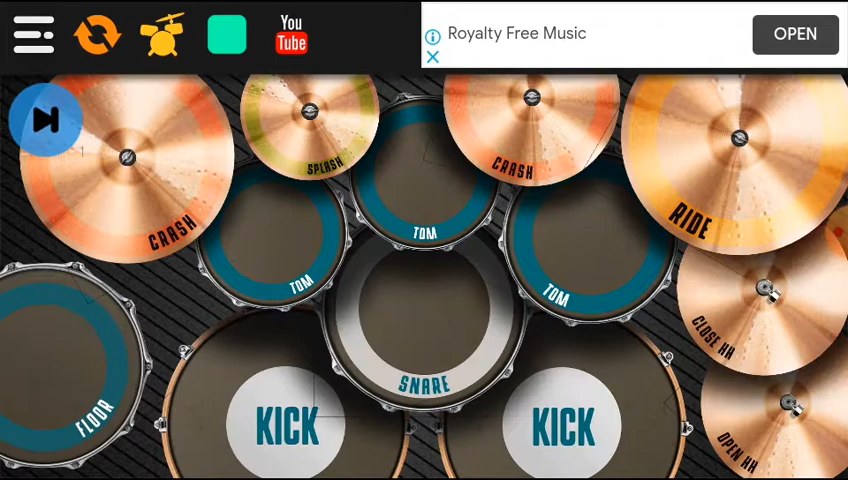 You
Tube
Royalty Free Music
OPEN
SPLASH
CRASH
CRASH
RIDE
TOM
TOM
TOM
CLOSE HH
SNARE
FLOOR
KICK
KICK
OPEN HH